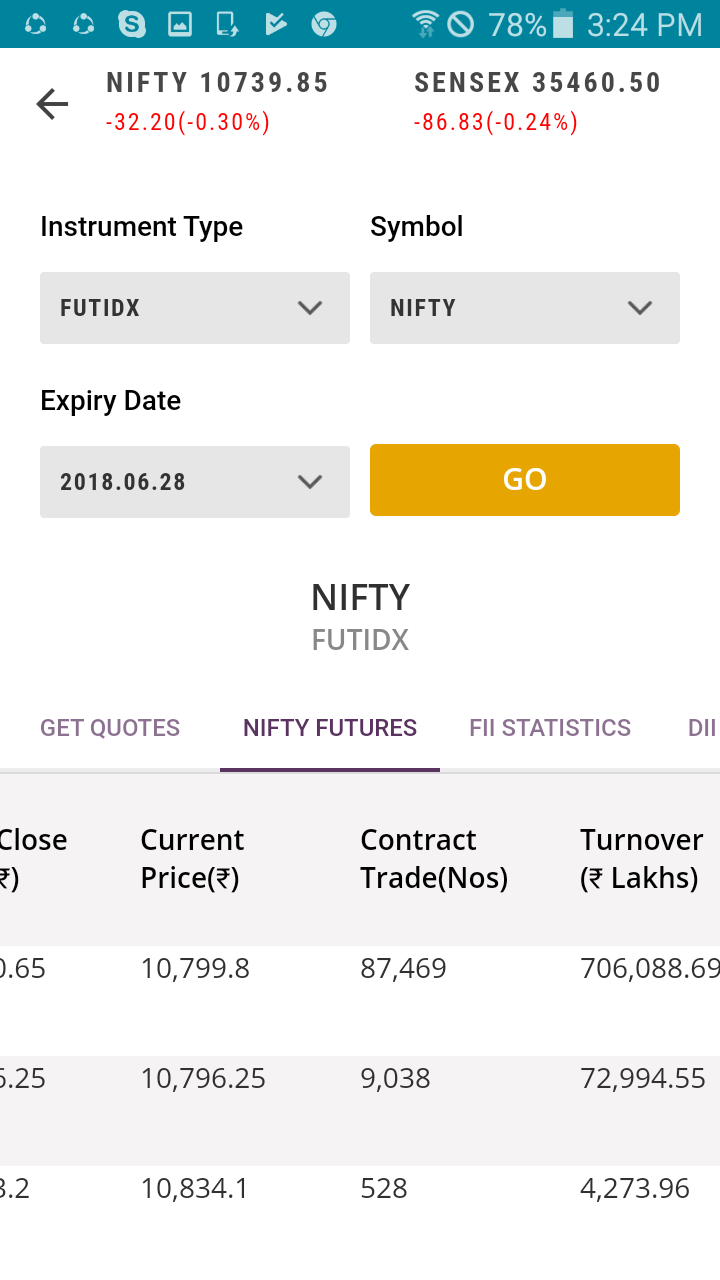 78% 3:24 PM
NIFTY 10739.85 SENSEX 35460.50
-32.20(-0.30%) -86.83(-0.24%)
Instrument Type Symbol
FUTIDX NIFTY
Expiry Date
2018.06.28 GO
NIFTY
FUTIDX
GET QUOTES NIFTY FUTURES FII STATISTICS DII
Close Current Contract Turnover
₹) Price(₹) Trade(Nos) (₹ Lakhs)
.65 10,799.8 87,469 706,088.69
.25 10,796.25 9,038 72,994.55
.2 10,834.1 528 4,273.96